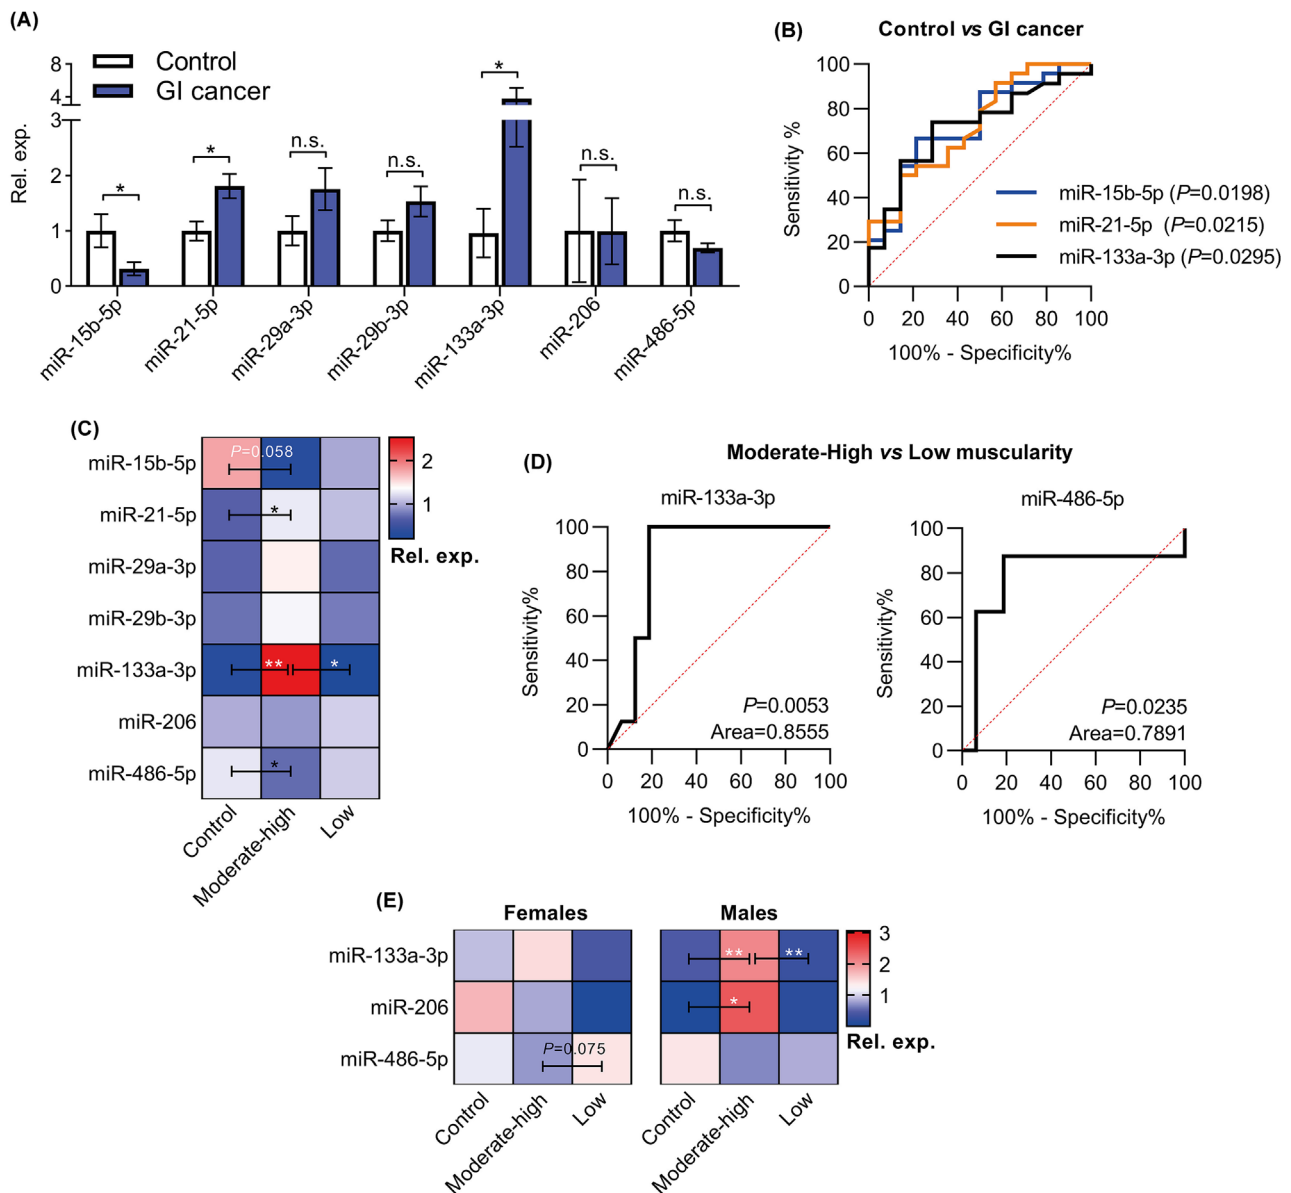 (A)
Control
GI cancer
Rel. exp.
8
4
3
2
1
0
*
*
n.s.
n.s.
*
n.s.
n.s.
miR-15b-5p
miR-21-5p
miR-29a-3p
miR-29b-3p
miR-133a-3p
miR-206
miR-486-5p
(B)
Control vs GI cancer
Sensitivity %
100
80
60
40
20
0
miR-15b-5p (P=0.0198)
miR-21-5p (P=0.0215)
miR-133a-3p (P=0.0295)
0 20 40 60 80 100
100% - Specificity%
(C)
miR-15b-5p
miR-21-5p
miR-29a-3p
miR-29b-3p
miR-133a-3p
miR-206
miR-486-5p
P=0.058
*
** *
*
2
1
Rel. exp.
Control
Moderate-high
Low
(D)
Moderate-High vs Low muscularity
miR-133a-3p
Sensitivity%
100
80
60
40
20
0
P=0.0053
Area=0.8555
0 20 40 60 80 100
100% - Specificity%
miR-486-5p
Sensitivity%
100
80
60
40
20
0
P=0.0235
Area=0.7891
0 20 40 60 80 100
100% - Specificity%
(E)
Females
Males
miR-133a-3p
miR-206
miR-486-5p
P=0.075
** **
*
3
2
1
Rel. exp.
Control
Moderate-high
Low
Control
Moderate-high
Low